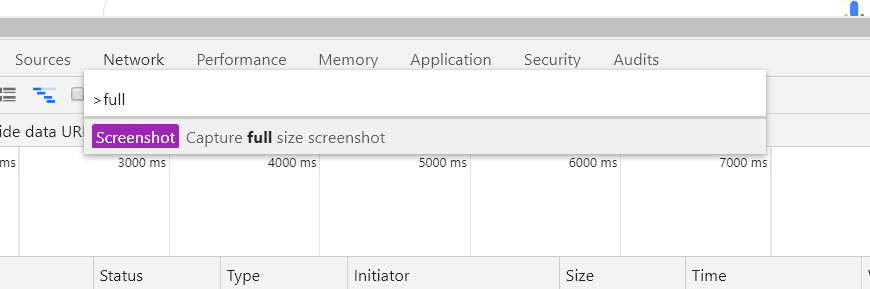 Sources Network Performance Memory Application Security Audits
>full
ide data UR
Screenshot Capture full size screenshot
ms 3000 ms 4000 ms 5000 ms 6000 ms 7000 ms
Status Type Initiator Size Time